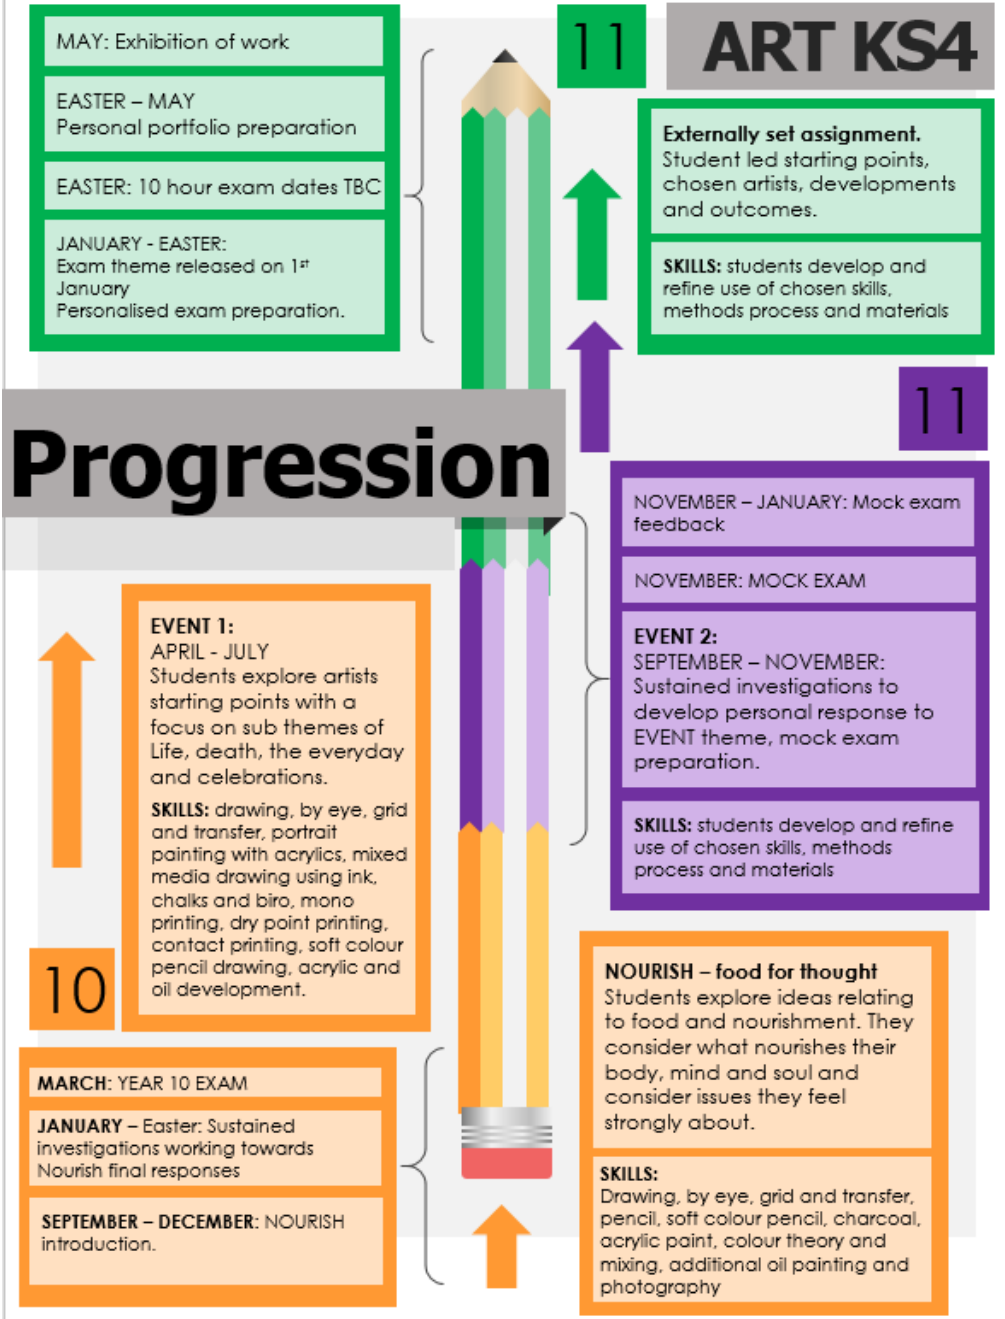 11
ART KS4
MAY: Exhibition of work
EASTER – MAY
Personal portfolio preparation
EASTER: 10 hour exam dates TBC
JANUARY - EASTER:
Exam theme released on 1st
January
Personalised exam preparation.
Externally set assignment.
Student led starting points,
chosen artists, developments
and outcomes.
SKILLS: students develop and
refine use of chosen skills,
methods process and materials
Progression
11
NOVEMBER – JANUARY: Mock exam
feedback
NOVEMBER: MOCK EXAM
EVENT 2:
SEPTEMBER – NOVEMBER:
Sustained investigations to
develop personal response to
EVENT theme, mock exam
preparation.
SKILLS: students develop and refine
use of chosen skills, methods
process and materials
EVENT 1:
APRIL - JULY
Students explore artists
starting points with a
focus on sub themes of
Life, death, the everyday
and celebrations.
SKILLS: drawing, by eye, grid
and transfer, portrait
painting with acrylics, mixed
media drawing using ink,
chalks and biro, mono
printing, dry point printing,
contact printing, soft colour
pencil drawing, acrylic and
oil development.
10
MARCH: YEAR 10 EXAM
JANUARY – Easter: Sustained
investigations working towards
Nourish final responses
SEPTEMBER – DECEMBER: NOURISH
introduction.
NOURISH – food for thought
Students explore ideas relating
to food and nourishment. They
consider what nourishes their
body, mind and soul and
consider issues they feel
strongly about.
SKILLS:
Drawing, by eye, grid and transfer,
pencil, soft colour pencil, charcoal,
acrylic paint, colour theory and
mixing, additional oil painting and
photography